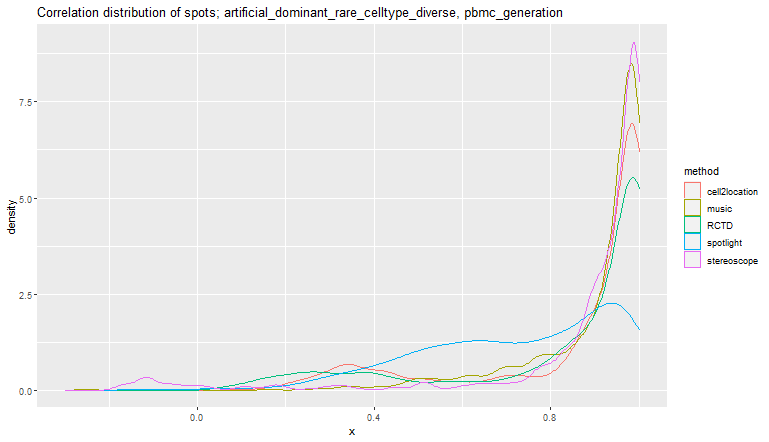 Correlation distribution of spots; artificial_dominant_rare_celltype_diverse, pbmc_generation
7.5
5.0
2.5
0.0
density
0.0
0.4
0.8
x
method
cell2location
music
RCTD
spotlight
stereoscope